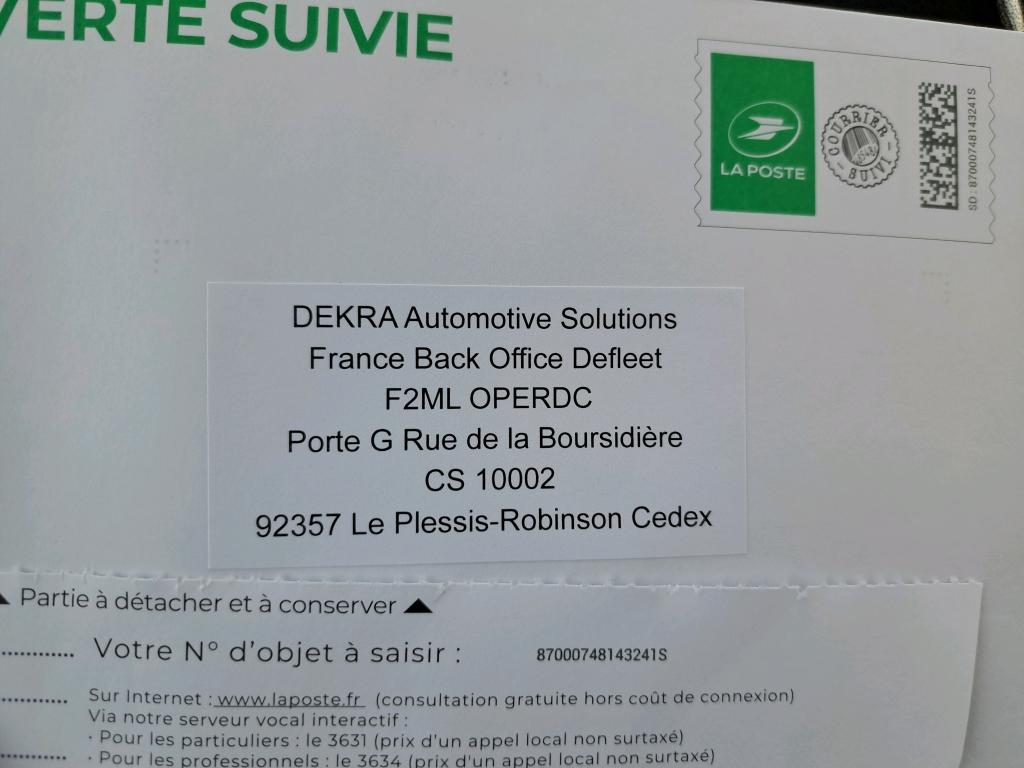 VERTE SUIVIE
LA POSTE
COURRIER
SUIVI
SD : 87000748143241S
DEKRA Automotive Solutions
France Back Office Defleet
F2ML OPERDC
Porte G Rue de la Boursidière
CS 10002
92357 Le Plessis-Robinson Cedex
▲ Partie à détacher et à conserver ▲
Votre N° d'objet à saisir : 87000748143241S
Sur Internet : www.laposte.fr (consultation gratuite hors coût de connexion)
Via notre serveur vocal interactif :
• Pour les particuliers : le 3631 (prix d'un appel local non surtaxé)
• Pour les professionnels : le 3634 (prix d'un appel local non surtaxé)